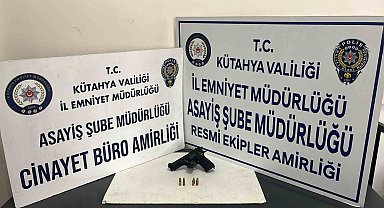 T.C.
KÜTAHYA VALİLİĞİ
İL EMNİYET MÜDÜRLÜĞÜ
ASAYİŞ ŞUBE MÜDÜRLÜĞÜ
CİNAYET BÜRO AMİRLİĞİ
T.C.
KÜTAHYA VALİLİĞİ
İL EMNİYET MÜDÜRLÜĞÜ
ASAYİŞ ŞUBE MÜDÜRLÜĞÜ
RESMİ EKİPLER AMİRLİĞİ
POLİS